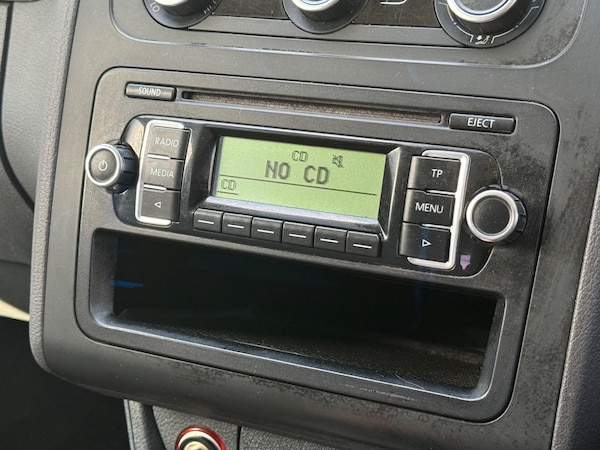 SOUND
EJECT
RADIO
MEDIA
CD
NO CD
CD
TP
MENU